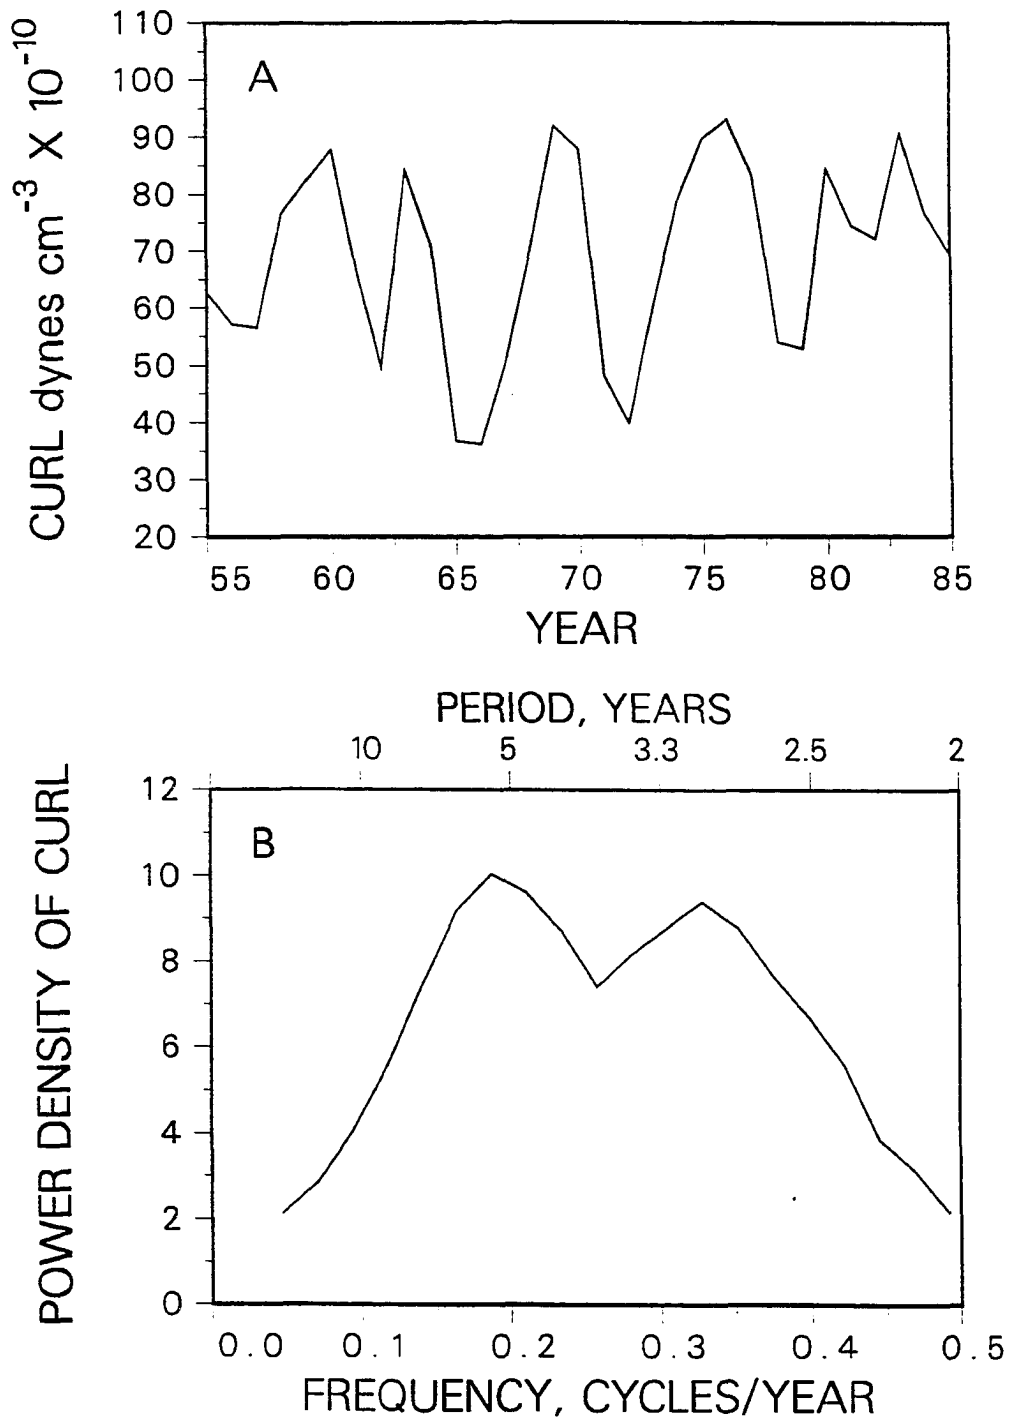 110
100
90
80
70
60
50
40
30
20
CURL dynes cm⁻³ X 10⁻¹⁰
A
55 60 65 70 75 80 85
YEAR
PERIOD, YEARS
10 5 3.3 2.5 2
12
10
8
6
4
2
0
POWER DENSITY OF CURL
B
0.0 0.1 0.2 0.3 0.4 0.5
FREQUENCY, CYCLES/YEAR